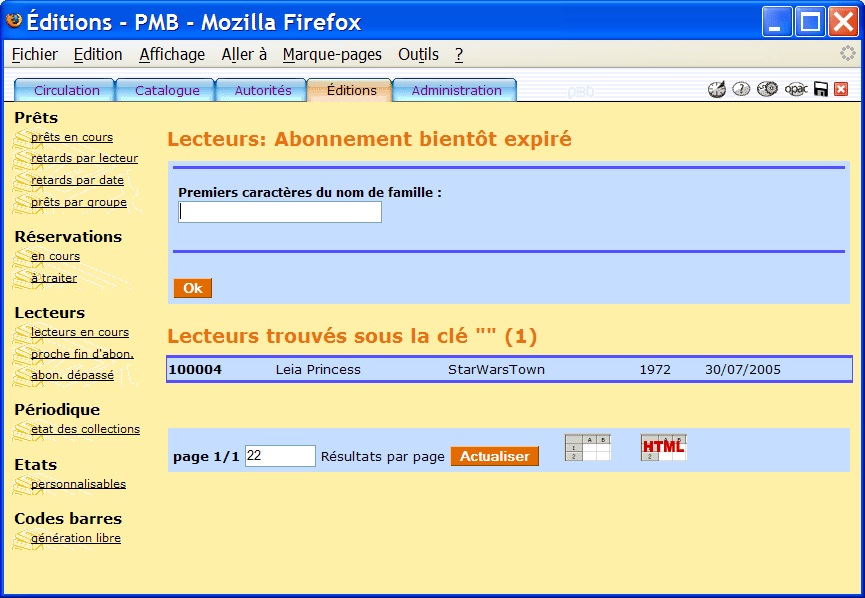 Éditions - PMB - Mozilla Firefox
Fichier Edition Affichage Aller à Marque-pages Outils ?
Circulation Catalogue Autorités Éditions Administration pmb ? opac
Prêts
prêts en cours
retards par lecteur
retards par date
prêts par groupe
Réservations
en cours
à traiter
Lecteurs
lecteurs en cours
proche fin d'abon.
abon. dépassé
Périodique
etat des collections
Etats
personnalisables
Codes barres
génération libre
Lecteurs: Abonnement bientôt expiré
Premiers caractères du nom de famille :
Ok
Lecteurs trouvés sous la clé "" (1)
100004 Leia Princess StarWarsTown 1972 30/07/2005
page 1/1 22 Résultats par page Actualiser
A B
1
2
A B
HTML
2